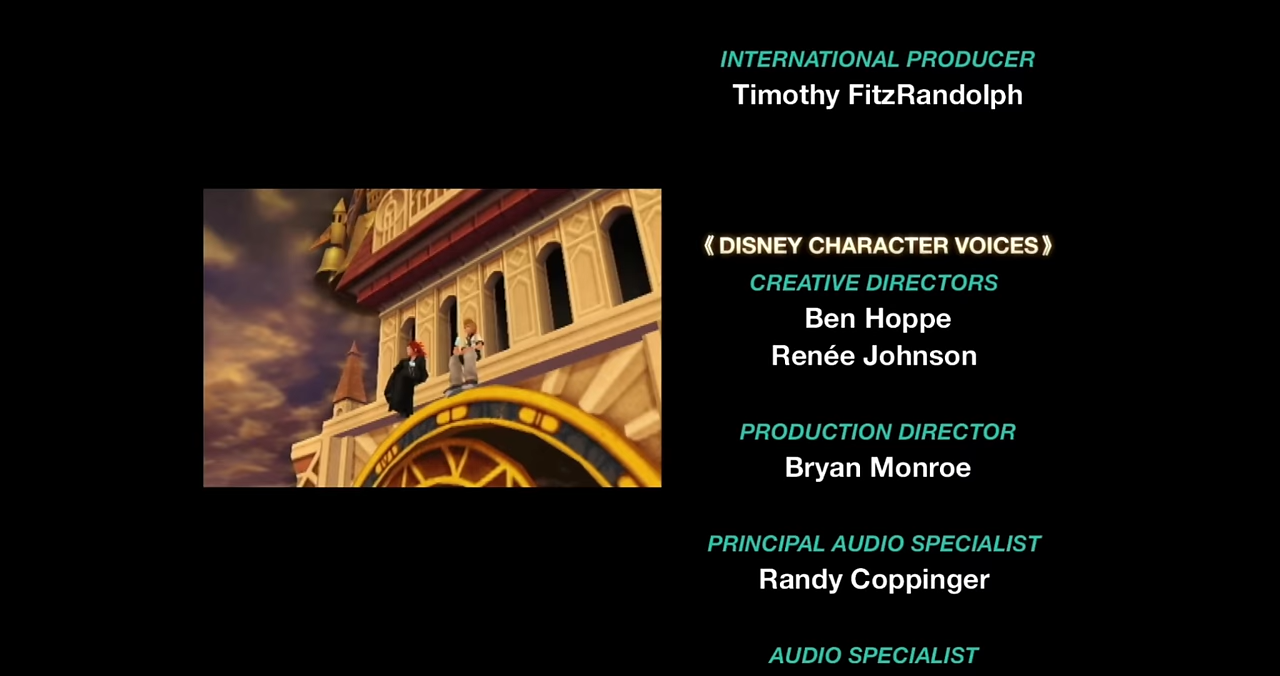 INTERNATIONAL PRODUCER
Timothy FitzRandolph
《DISNEY CHARACTER VOICES》
CREATIVE DIRECTORS
Ben Hoppe
Renée Johnson
PRODUCTION DIRECTOR
Bryan Monroe
PRINCIPAL AUDIO SPECIALIST
Randy Coppinger
AUDIO SPECIALIST